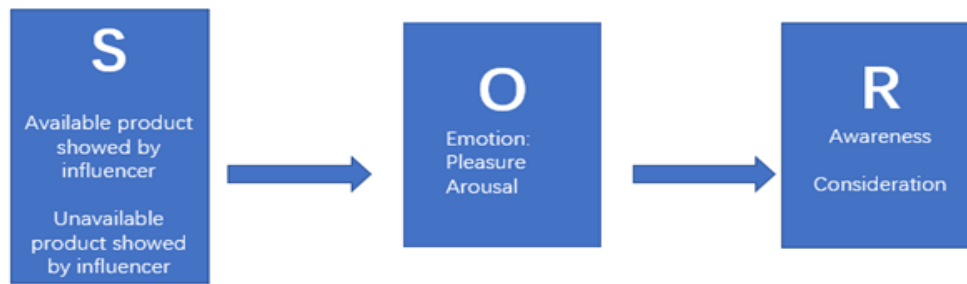 S
Available product
showed by
influencer
Unavailable
product showed
by influencer
O
Emotion:
Pleasure
Arousal
R
Awareness
Consideration